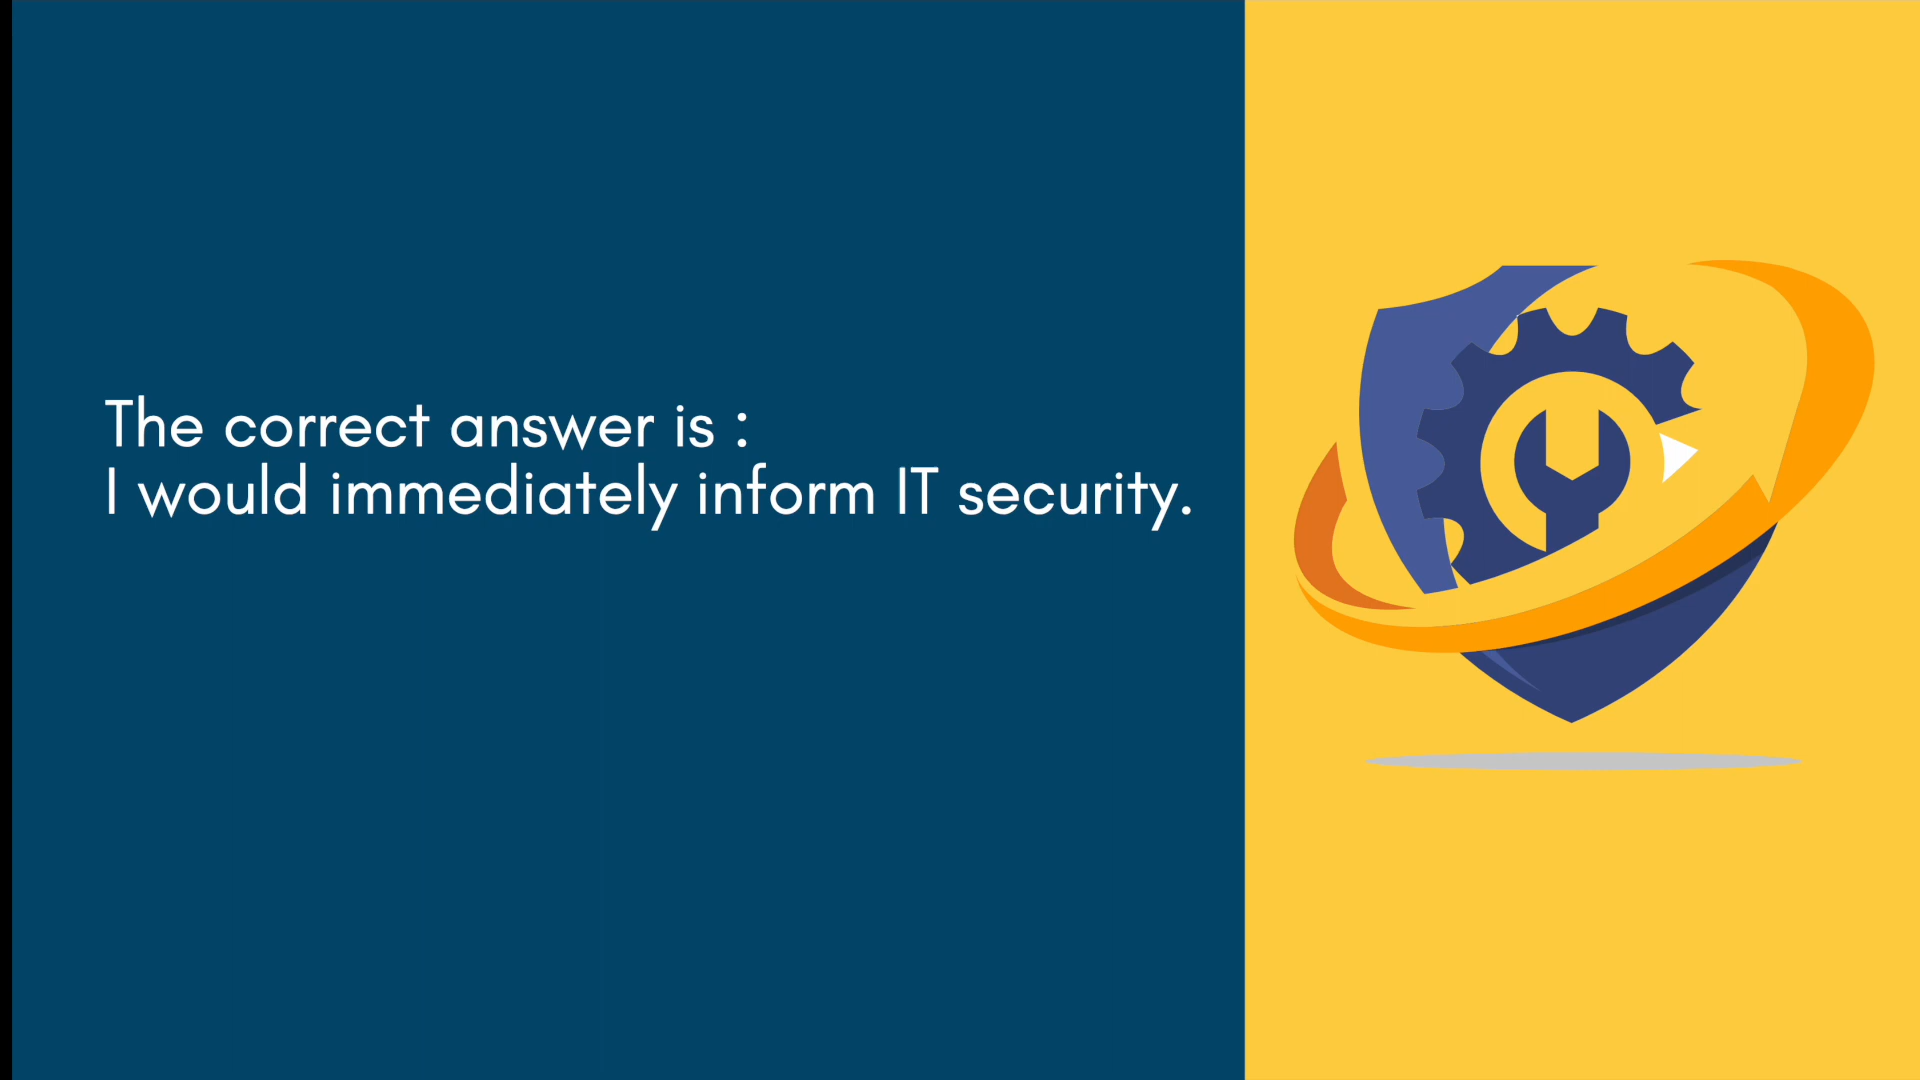 The correct answer is :
I would immediately inform IT security.